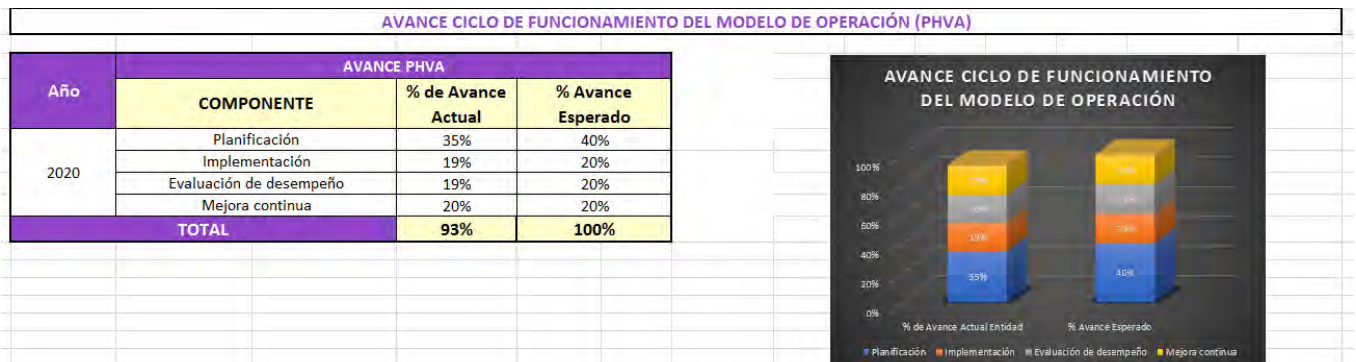 AVANCE CICLO DE FUNCIONAMIENTO DEL MODELO DE OPERACIÓN (PHVA)
Año
AVANCE PHVA
COMPONENTE
% de Avance
Actual
% Avance
Esperado
2020
Planificación 35% 40%
Implementación 19% 20%
Evaluación de desempeño 19% 20%
Mejora continua 20% 20%
TOTAL 93% 100%
AVANCE CICLO DE FUNCIONAMIENTO
DEL MODELO DE OPERACIÓN
100%
80%
60%
40%
20%
0%
19%
35%
40%
% de Avance Actual Entidad % Avance Esperado
Planificación Implementación Evaluación de desempeño Mejora continua